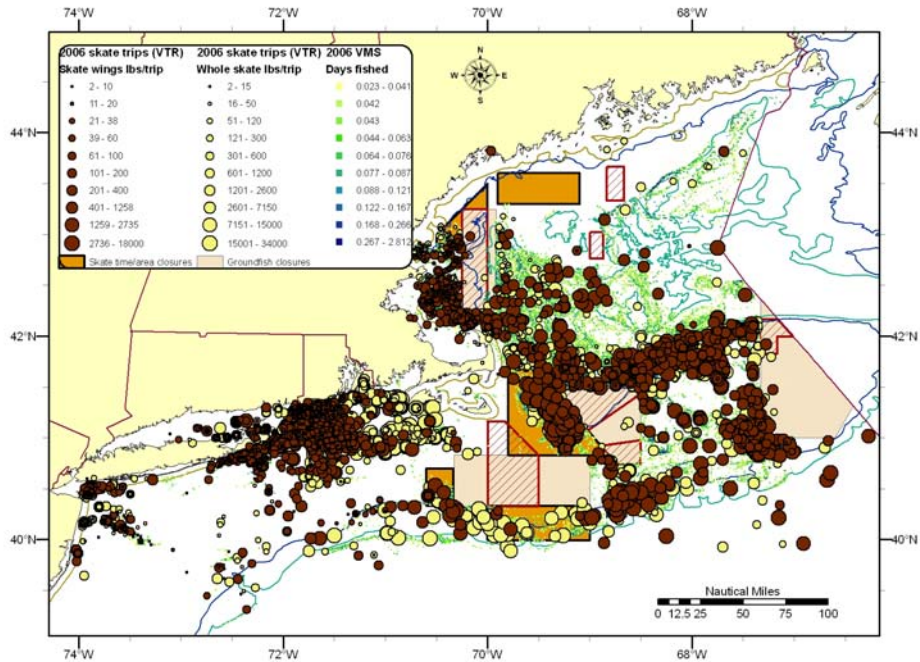 74°W 72°W 70°W 68°W
2006 skate trips (VTR) 2006 skate trips (VTR) 2006 VMS
Skate wings lbs/trip Whole skate lbs/trip Days fished
2 - 10 2 - 15 0.023 - 0.041
11 - 20 16 - 50 0.042
21 - 38 51 - 120 0.043
39 - 60 121 - 300 0.044 - 0.063
61 - 100 301 - 600 0.064 - 0.076
101 - 200 601 - 1200 0.077 - 0.087
201 - 400 1201 - 2600 0.088 - 0.121
401 - 1258 2601 - 7150 0.122 - 0.167
1259 - 2735 7151 - 15000 0.168 - 0.266
2736 - 18000 15001 - 34000 0.267 - 2.812
Skate time/area closures Groundfish closures
N
W E
S
44°N 44°N
42°N 42°N
40°N 40°N
Nautical Miles
0 12.5 25 50 75 100
74°W 72°W 70°W 68°W